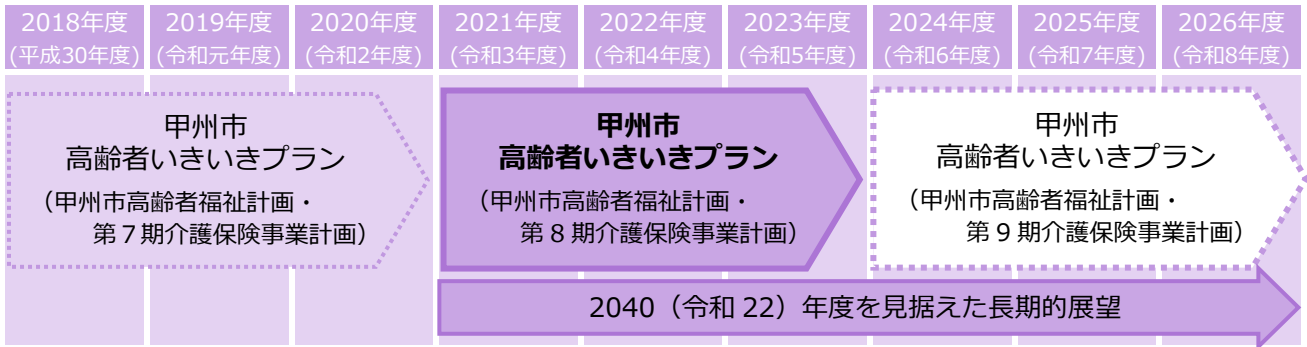 2018年度
(平成30年度)
2019年度
(令和元年度)
2020年度
(令和2年度)
2021年度
(令和3年度)
2022年度
(令和4年度)
2023年度
(令和5年度)
2024年度
(令和6年度)
2025年度
(令和7年度)
2026年度
(令和8年度)
甲州市
高齢者いきいきプラン
(甲州市高齢者福祉計画・
第7期介護保険事業計画)
甲州市
高齢者いきいきプラン
(甲州市高齢者福祉計画・
第8期介護保険事業計画)
甲州市
高齢者いきいきプラン
(甲州市高齢者福祉計画・
第9期介護保険事業計画)
2040(令和 22)年度を見据えた長期的展望